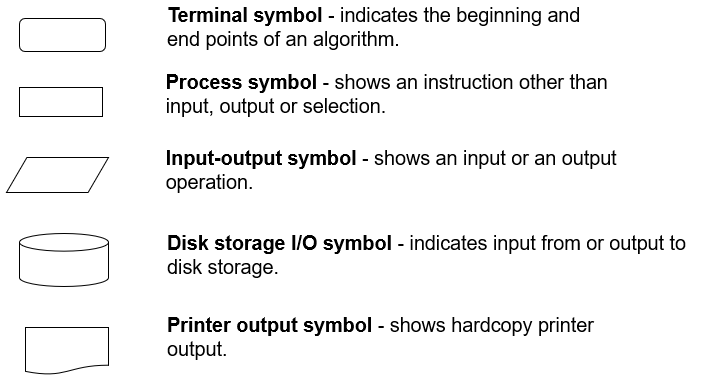 Terminal symbol - indicates the beginning and
end points of an algorithm.
Process symbol - shows an instruction other than
input, output or selection.
Input-output symbol - shows an input or an output
operation.
Disk storage I/O symbol - indicates input from or output to
disk storage.
Printer output symbol - shows hardcopy printer
output.